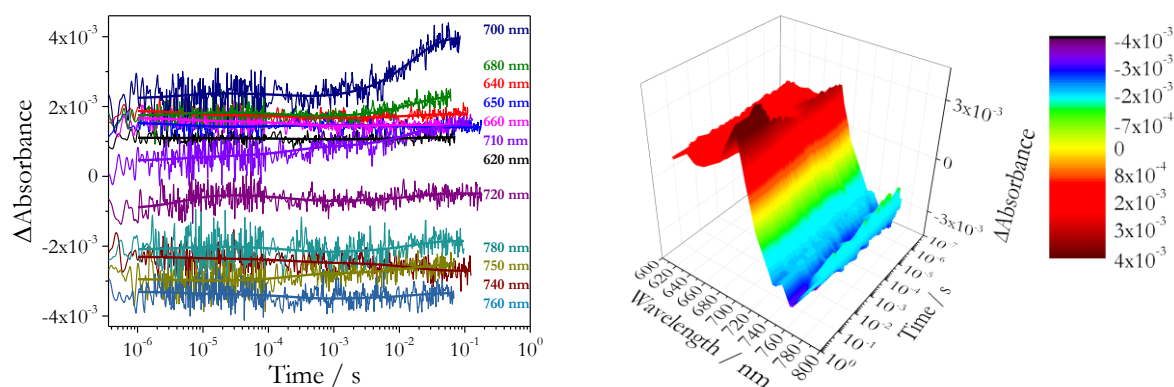 4x10⁻³
2x10⁻³
0
-2x10⁻³
-4x10⁻³
ΔAbsorbance
700 nm
680 nm
640 nm
650 nm
660 nm
710 nm
620 nm
720 nm
780 nm
750 nm
740 nm
760 nm
10⁻⁶
10⁻⁵
10⁻⁴
10⁻³
10⁻²
10⁻¹
10⁰
Time / s
3x10⁻³
0
-3x10⁻³
ΔAbsorbance
600
620
640
660
680
700
720
740
760
780
800
Wavelength / nm
10⁻⁷
10⁻⁶
10⁻⁵
10⁻⁴
10⁻³
10⁻²
10⁻¹
10⁰
Time / s
-4x10⁻³
-3x10⁻³
-2x10⁻³
-7x10⁻⁴
0
8x10⁻⁴
2x10⁻³
3x10⁻³
4x10⁻³